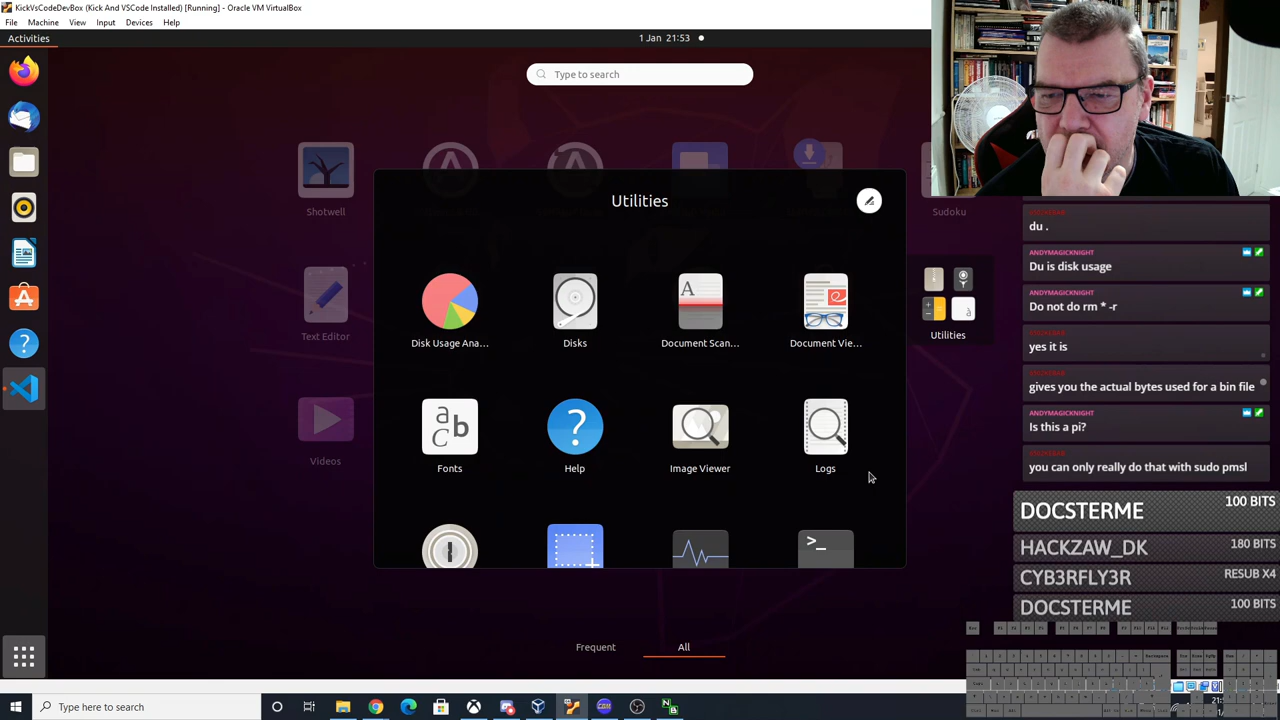 KickVsCodeDevBox (Kick And VSCode Installed) [Running] - Oracle VM VirtualBox
File Machine View Input Devices Help
Activities
1 Jan 21:53
Type to search
Utilities
Shotwell
Sudoku
Disk Usage Ana...
Disks
Document Scan...
Document Vie...
Text Editor
Utilities
Fonts
Help
Image Viewer
Logs
Videos
Frequent
All
du .
ANDYMAGICKNIGHT
Du is disk usage
ANDYMAGICKNIGHT
Do not do rm * -r
yes it is
gives you the actual bytes used for a bin file
ANDYMAGICKNIGHT
Is this a pi?
you can only really do that with sudo pmsl
DOCSTERME 100 BITS
HACKZAW_DK 180 BITS
CYB3RFLY3R RESUB X4
DOCSTERME 100 BITS
Type here to search